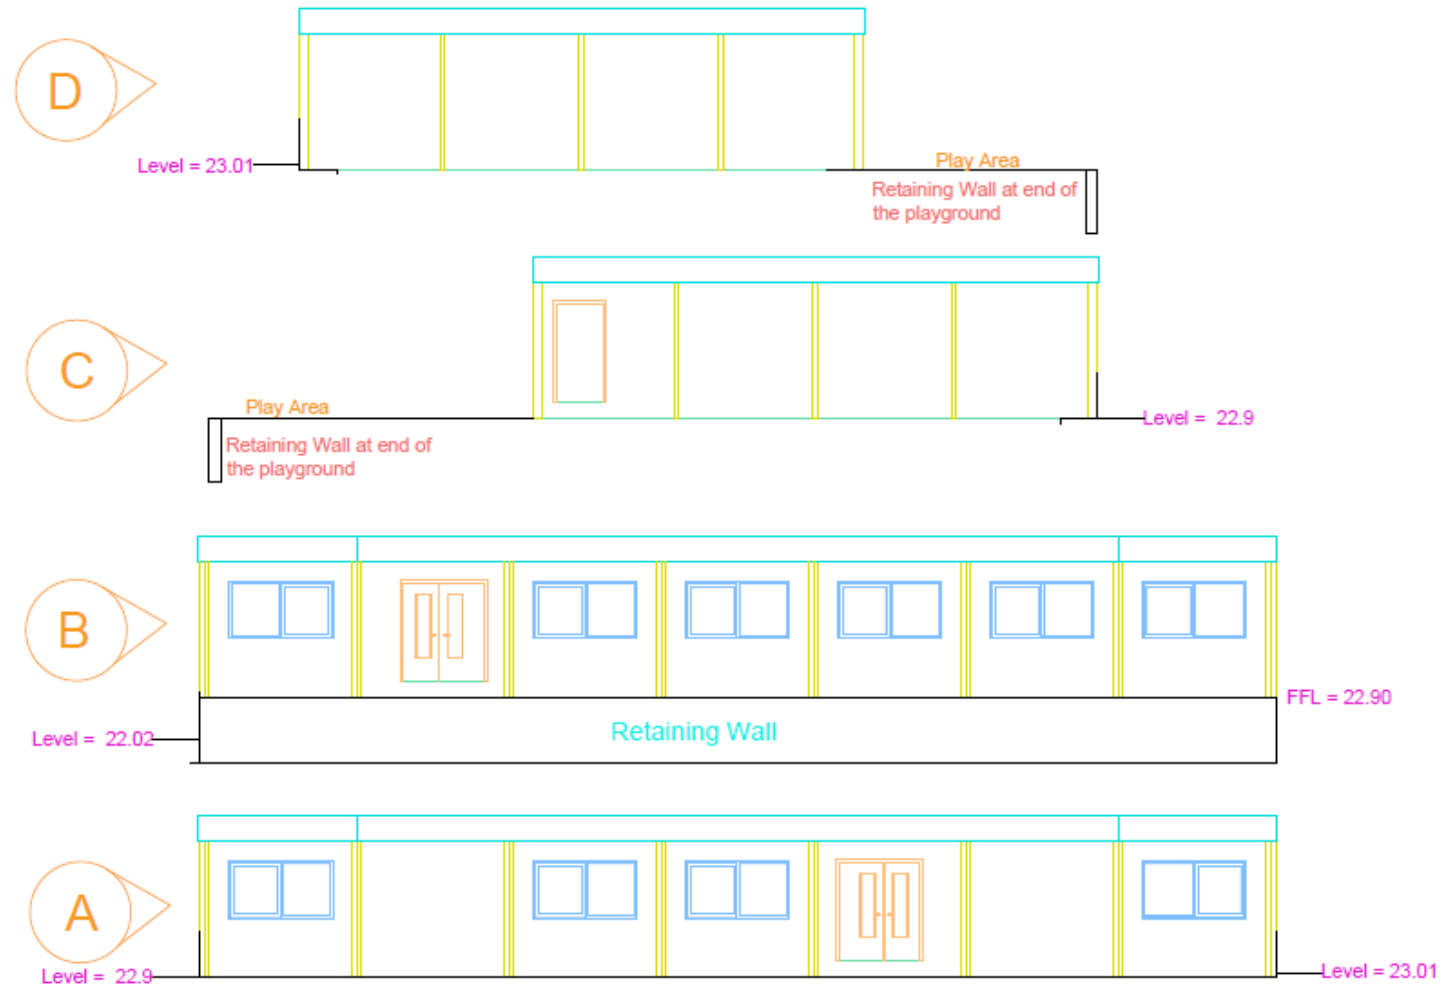 D
Level = 23.01
Play Area
Retaining Wall at end of
the playground
C
Play Area
Retaining Wall at end of
the playground
Level = 22.9
B
FFL = 22.90
Level = 22.02
Retaining Wall
A
Level = 22.9
Level = 23.01